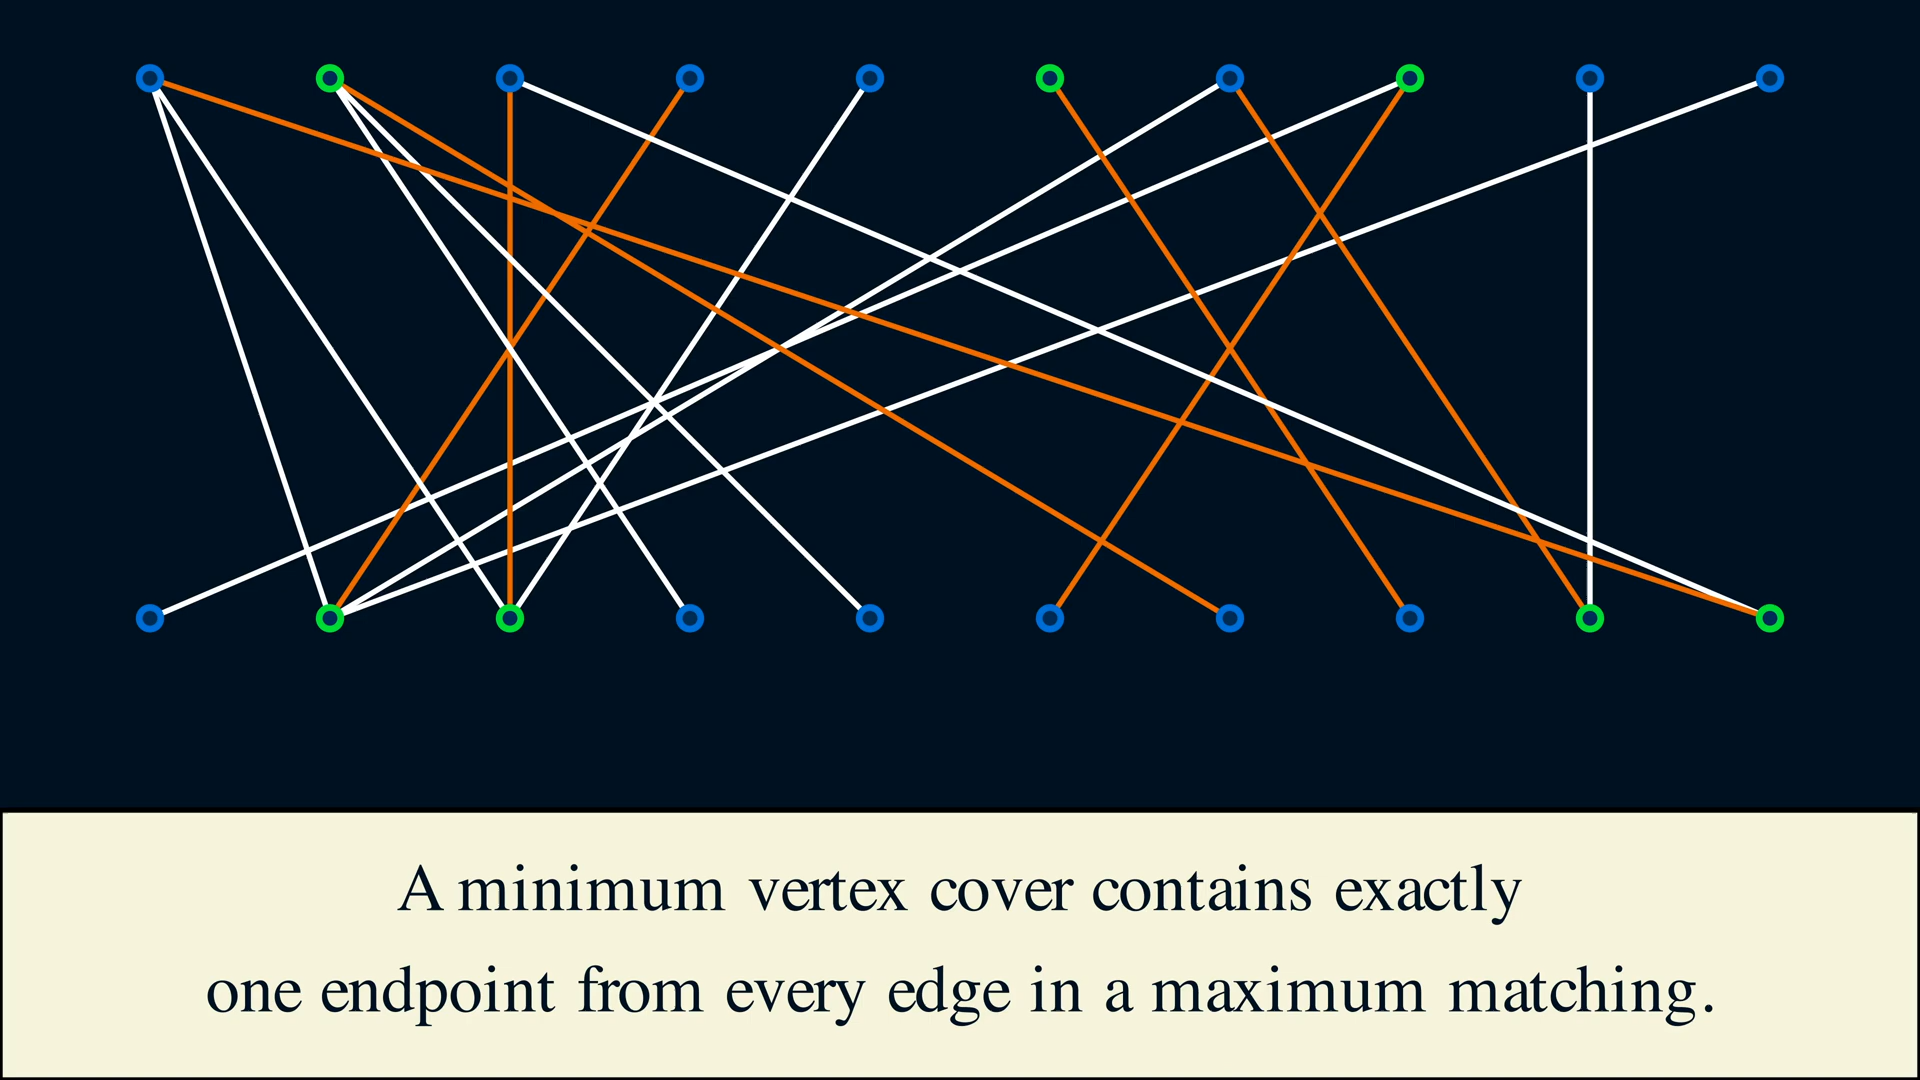 A minimum vertex cover contains exactly
one endpoint from every edge in a maximum matching.